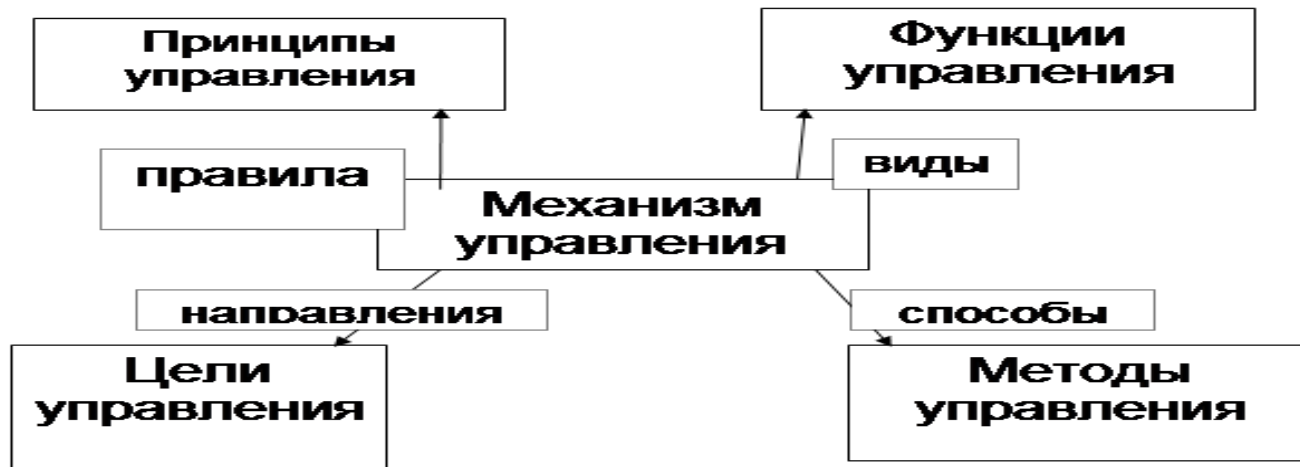 Принципы
управления
Функции
управления
правила
виды
Механизм
управления
направления
способы
Цели
управления
Методы
управления